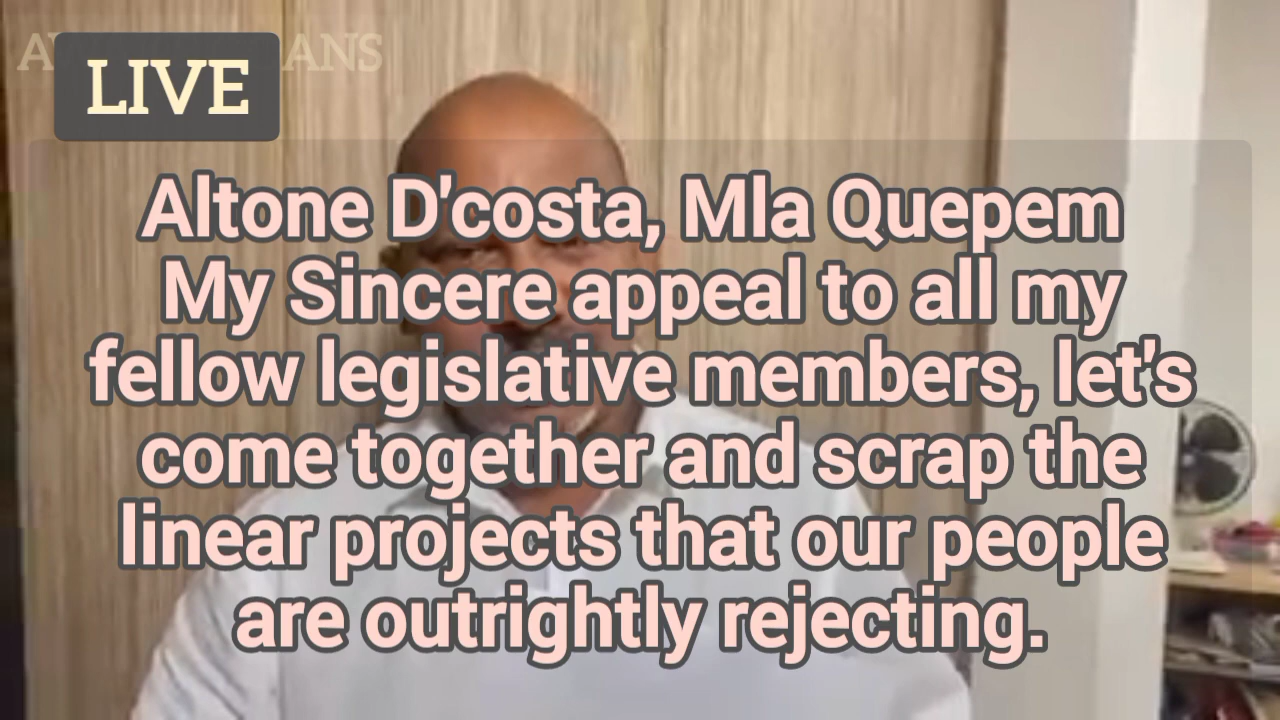 LIVE
Altone D'costa, Mla Quepem
My Sincere appeal to all my
fellow legislative members, let's
come together and scrap the
linear projects that our people
are outrightly rejecting.